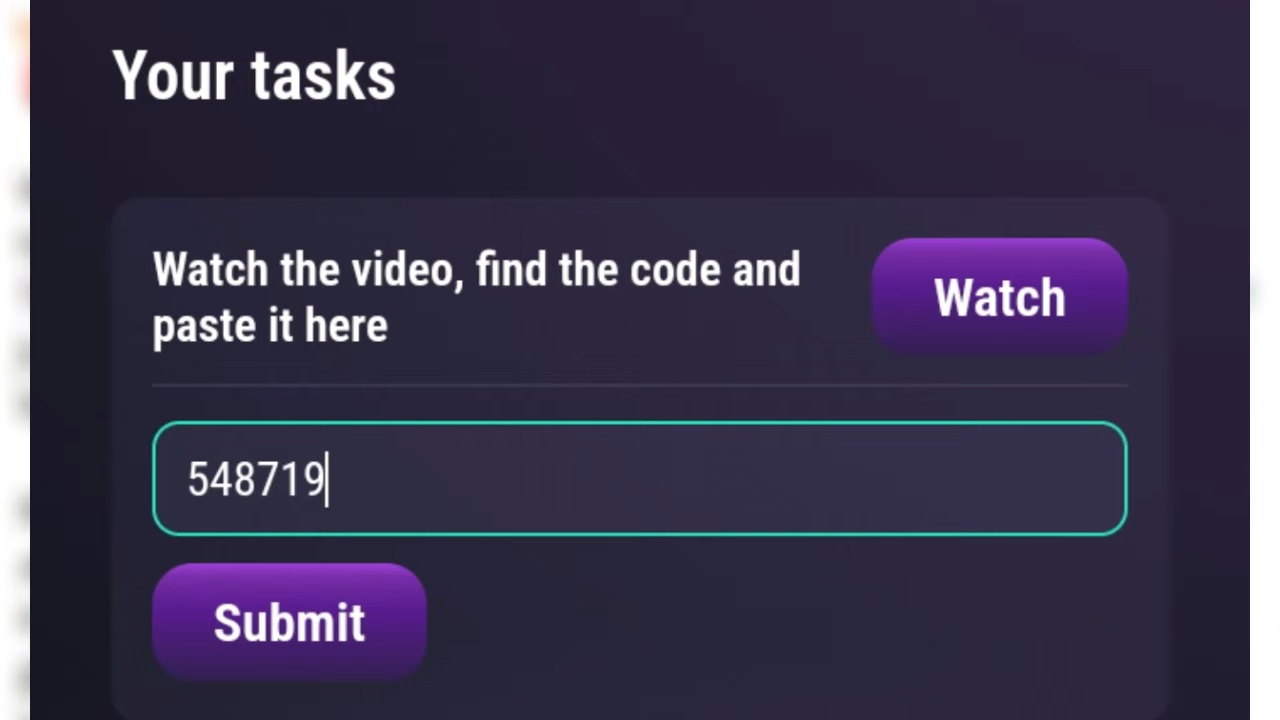 Your tasks
Watch the video, find the code and
paste it here
Watch
548719
Submit